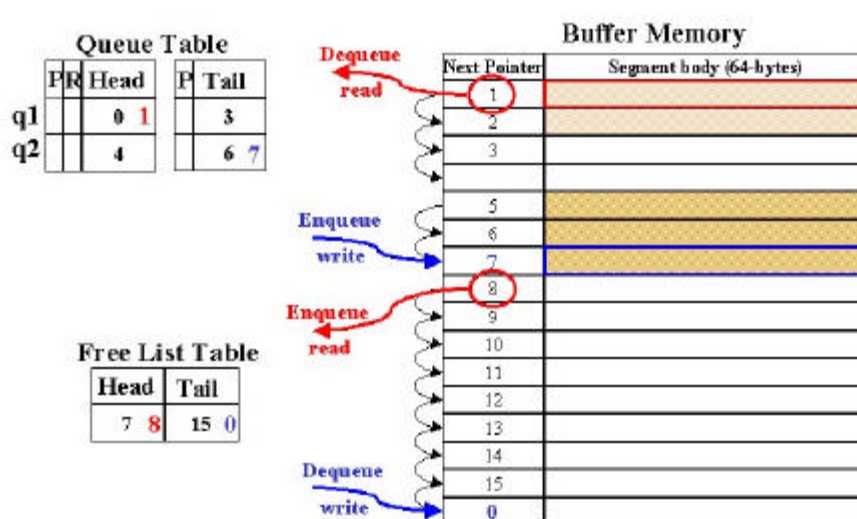 Queue Table
P R Head P Tail
q1 0 1 3
q2 4 6 7
Free List Table
Head Tail
7 8 15 0
Buffer Memory
Next Pointer Segment body (64-bytes)
Dequeue
read
1
2
3
5
6
Enqueue
write
7
8
Enqueue
read
9
10
11
12
13
14
15
Dequeue
write
0